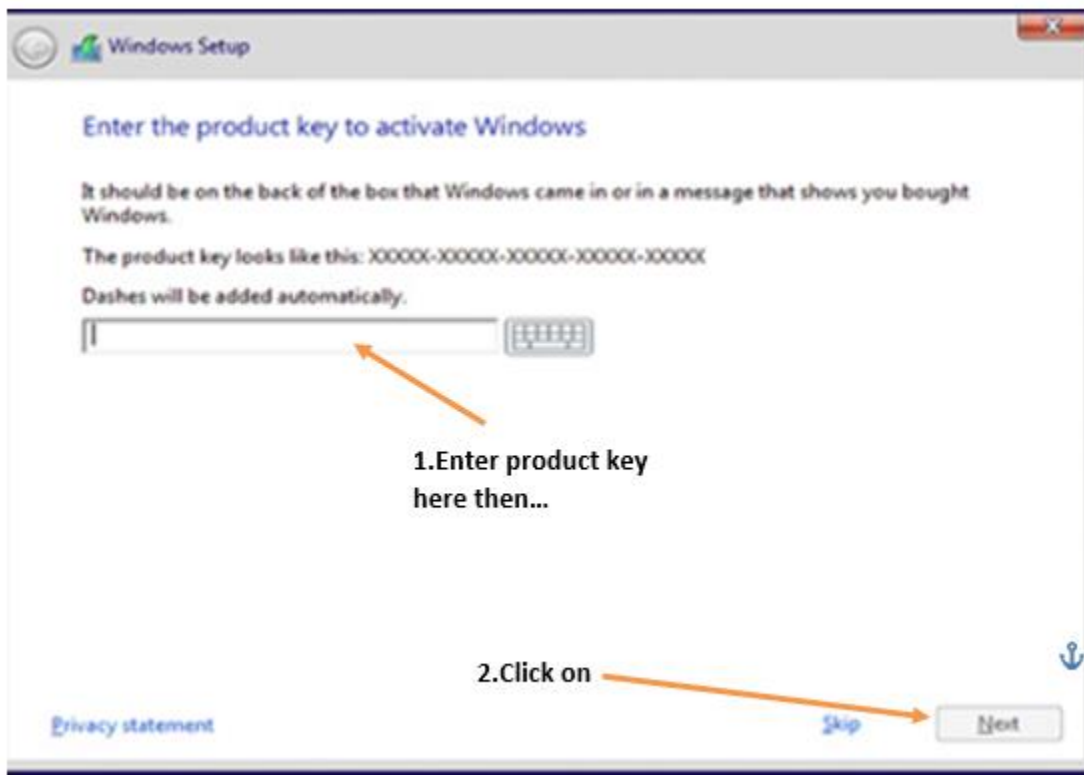 Windows Setup
Enter the product key to activate Windows
It should be on the back of the box that Windows came in or in a message that shows you bought
Windows.
The product key looks like this: XXXXX-XXXXX-XXXXX-XXXXX-XXXXX
Dashes will be added automatically.
1.Enter product key
here then...
2.Click on
Privacy statement
Skip
Next